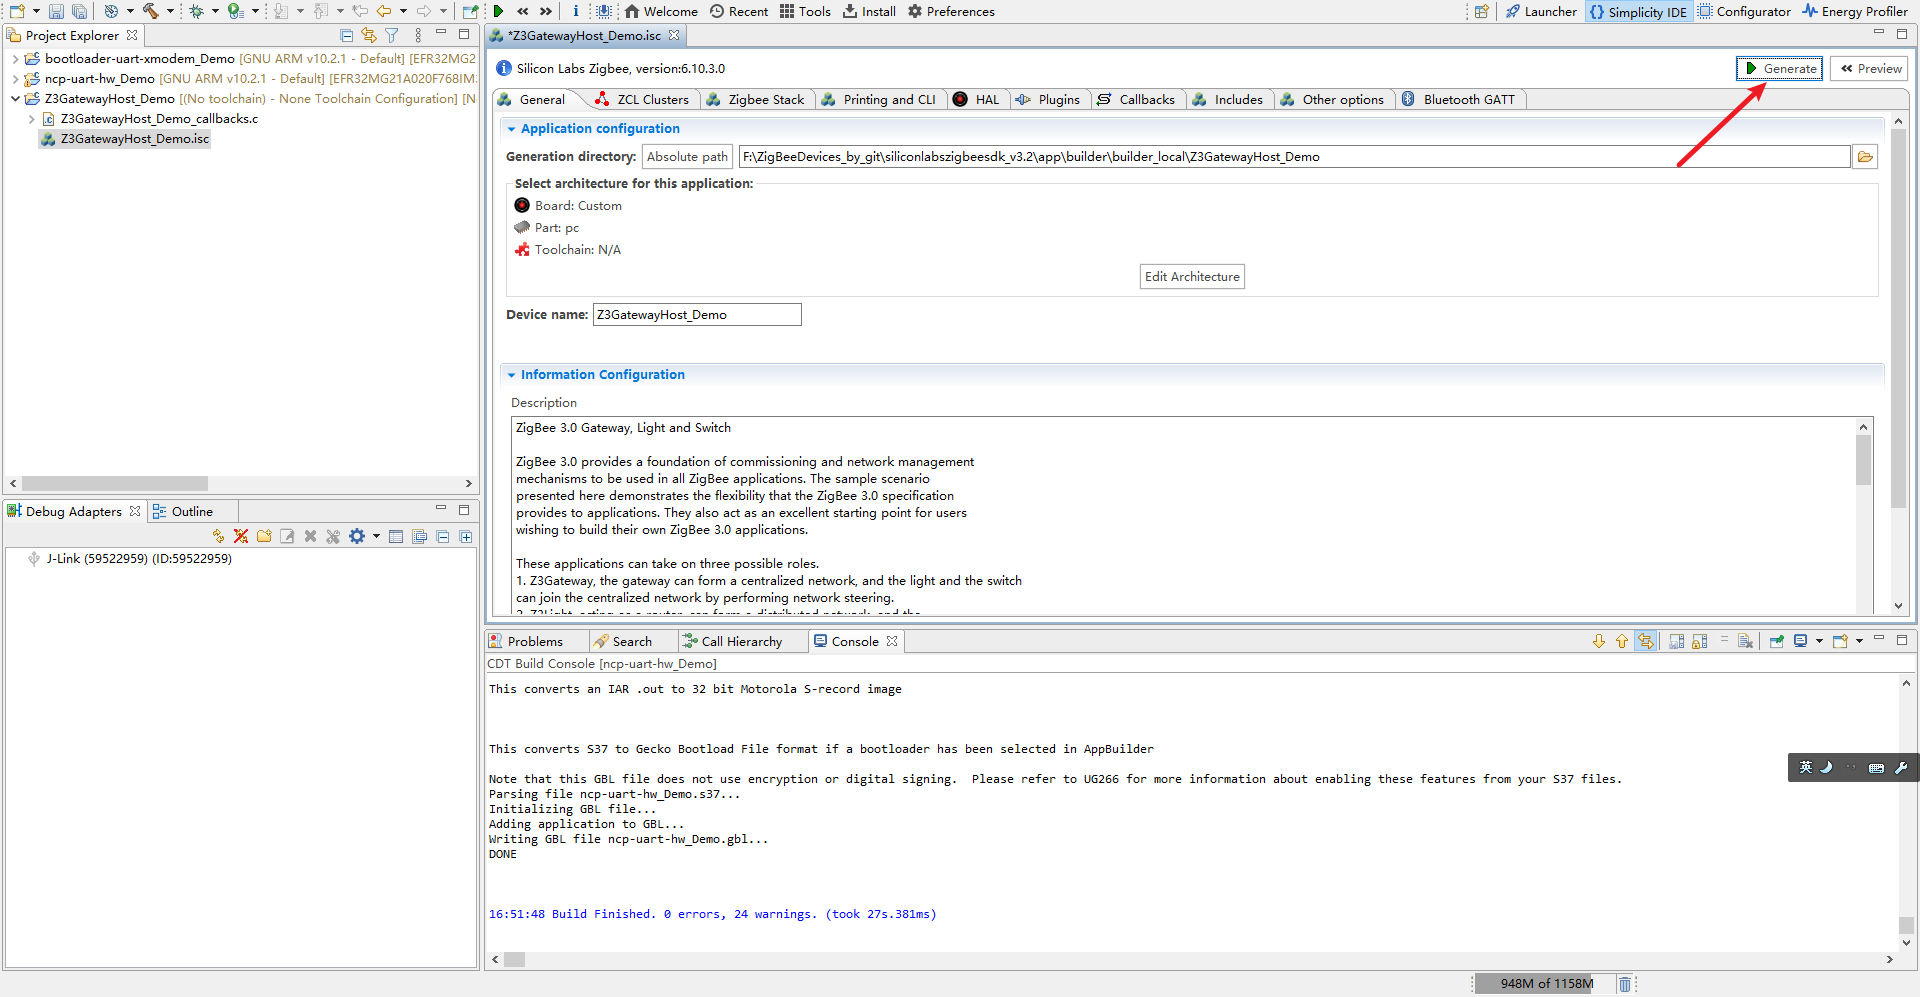 Welcome
Recent
Tools
Install
Preferences
Launcher
Simplicity IDE
Configurator
Energy Profiler
Project Explorer
bootloader-uart-xmodem_Demo [GNU ARM v10.2.1 - Default] [EFR32MG2
ncp-uart-hw_Demo [GNU ARM v10.2.1 - Default] [EFR32MG21A020F768IM3
Z3GatewayHost_Demo [(No toolchain) - None Toolchain Configuration] [N
Z3GatewayHost_Demo_callbacks.c
Z3GatewayHost_Demo.isc
*Z3GatewayHost_Demo.isc
Silicon Labs Zigbee, version:6.10.3.0
Generate
Preview
General
ZCL Clusters
Zigbee Stack
Printing and CLI
HAL
Plugins
Callbacks
Includes
Other options
Bluetooth GATT
Application configuration
Generation directory:
Absolute path
F:\ZigBeeDevices_by_git\siliconlabszigbeesdk_v3.2\app\builder\builder_local\Z3GatewayHost_Demo
Select architecture for this application:
Board: Custom
Part: pc
Toolchain: N/A
Edit Architecture
Device name:
Z3GatewayHost_Demo
Information Configuration
Description
ZigBee 3.0 Gateway, Light and Switch
ZigBee 3.0 provides a foundation of commissioning and network management
mechanisms to be used in all ZigBee applications. The sample scenario
presented here demonstrates the flexibility that the ZigBee 3.0 specification
provides to applications. They also act as an excellent starting point for users
wishing to build their own ZigBee 3.0 applications.
These applications can take on three possible roles.
1. Z3Gateway, the gateway can form a centralized network, and the light and the switch
can join the centralized network by performing network steering.
2. Z3Light, acting as a router, can form a distributed network, and the
Debug Adapters
Outline
J-Link (59522959) (ID:59522959)
Problems
Search
Call Hierarchy
Console
CDT Build Console [ncp-uart-hw_Demo]
This converts an IAR .out to 32 bit Motorola S-record image
This converts S37 to Gecko Bootload File format if a bootloader has been selected in AppBuilder
Note that this GBL file does not use encryption or digital signing.  Please refer to UG266 for more information about enabling these features from your S37 files.
Parsing file ncp-uart-hw_Demo.s37...
Initializing GBL file...
Adding application to GBL...
Writing GBL file ncp-uart-hw_Demo.gbl...
DONE
16:51:48 Build Finished. 0 errors, 24 warnings. (took 27s.381ms)
英
948M of 1158M